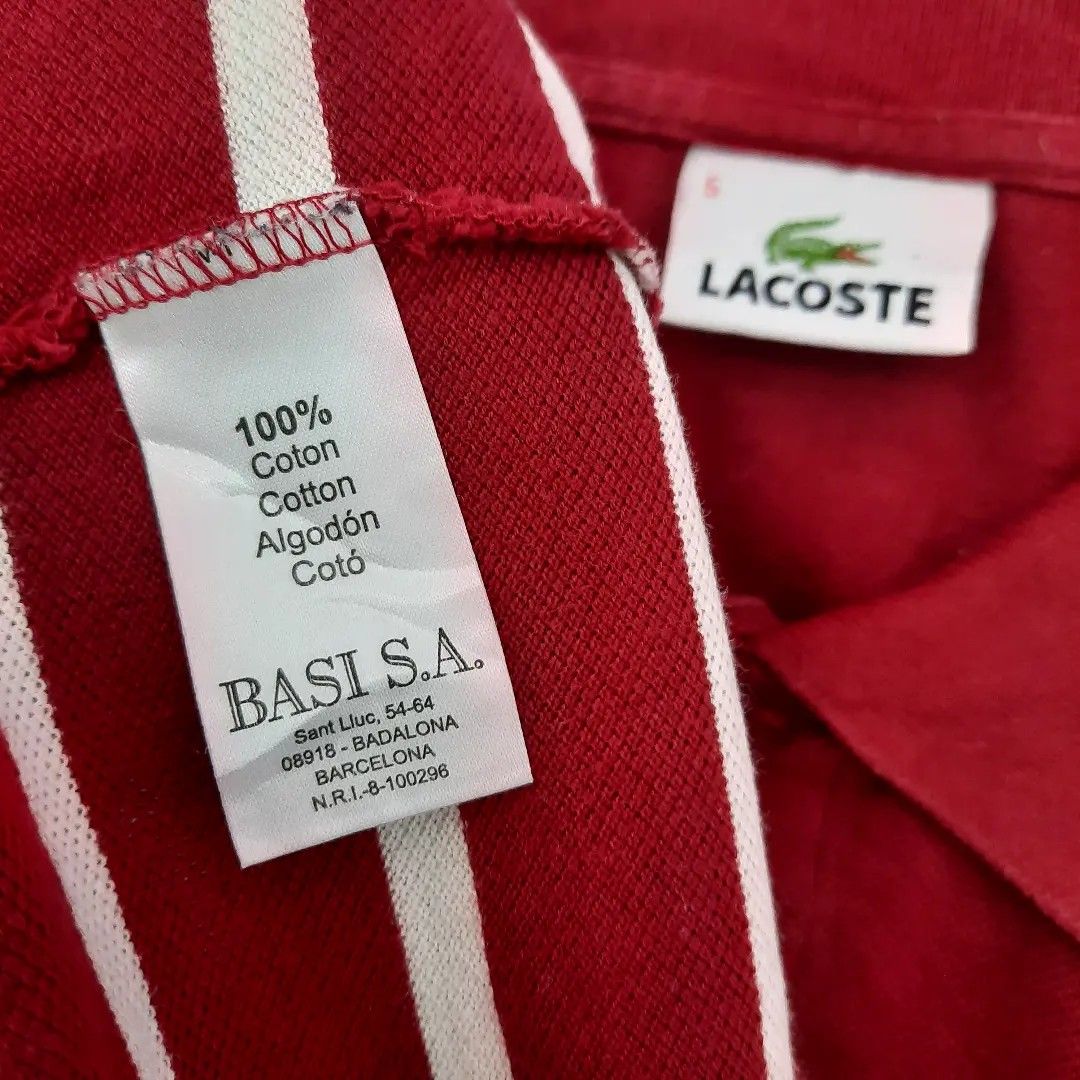 100%
Coton
Cotton
Algodón
Cotó
BASI S.A.
Sant Lluc, 54-64
08918 - BADALONA
BARCELONA
N.R.I.-8-100296
LACOSTE